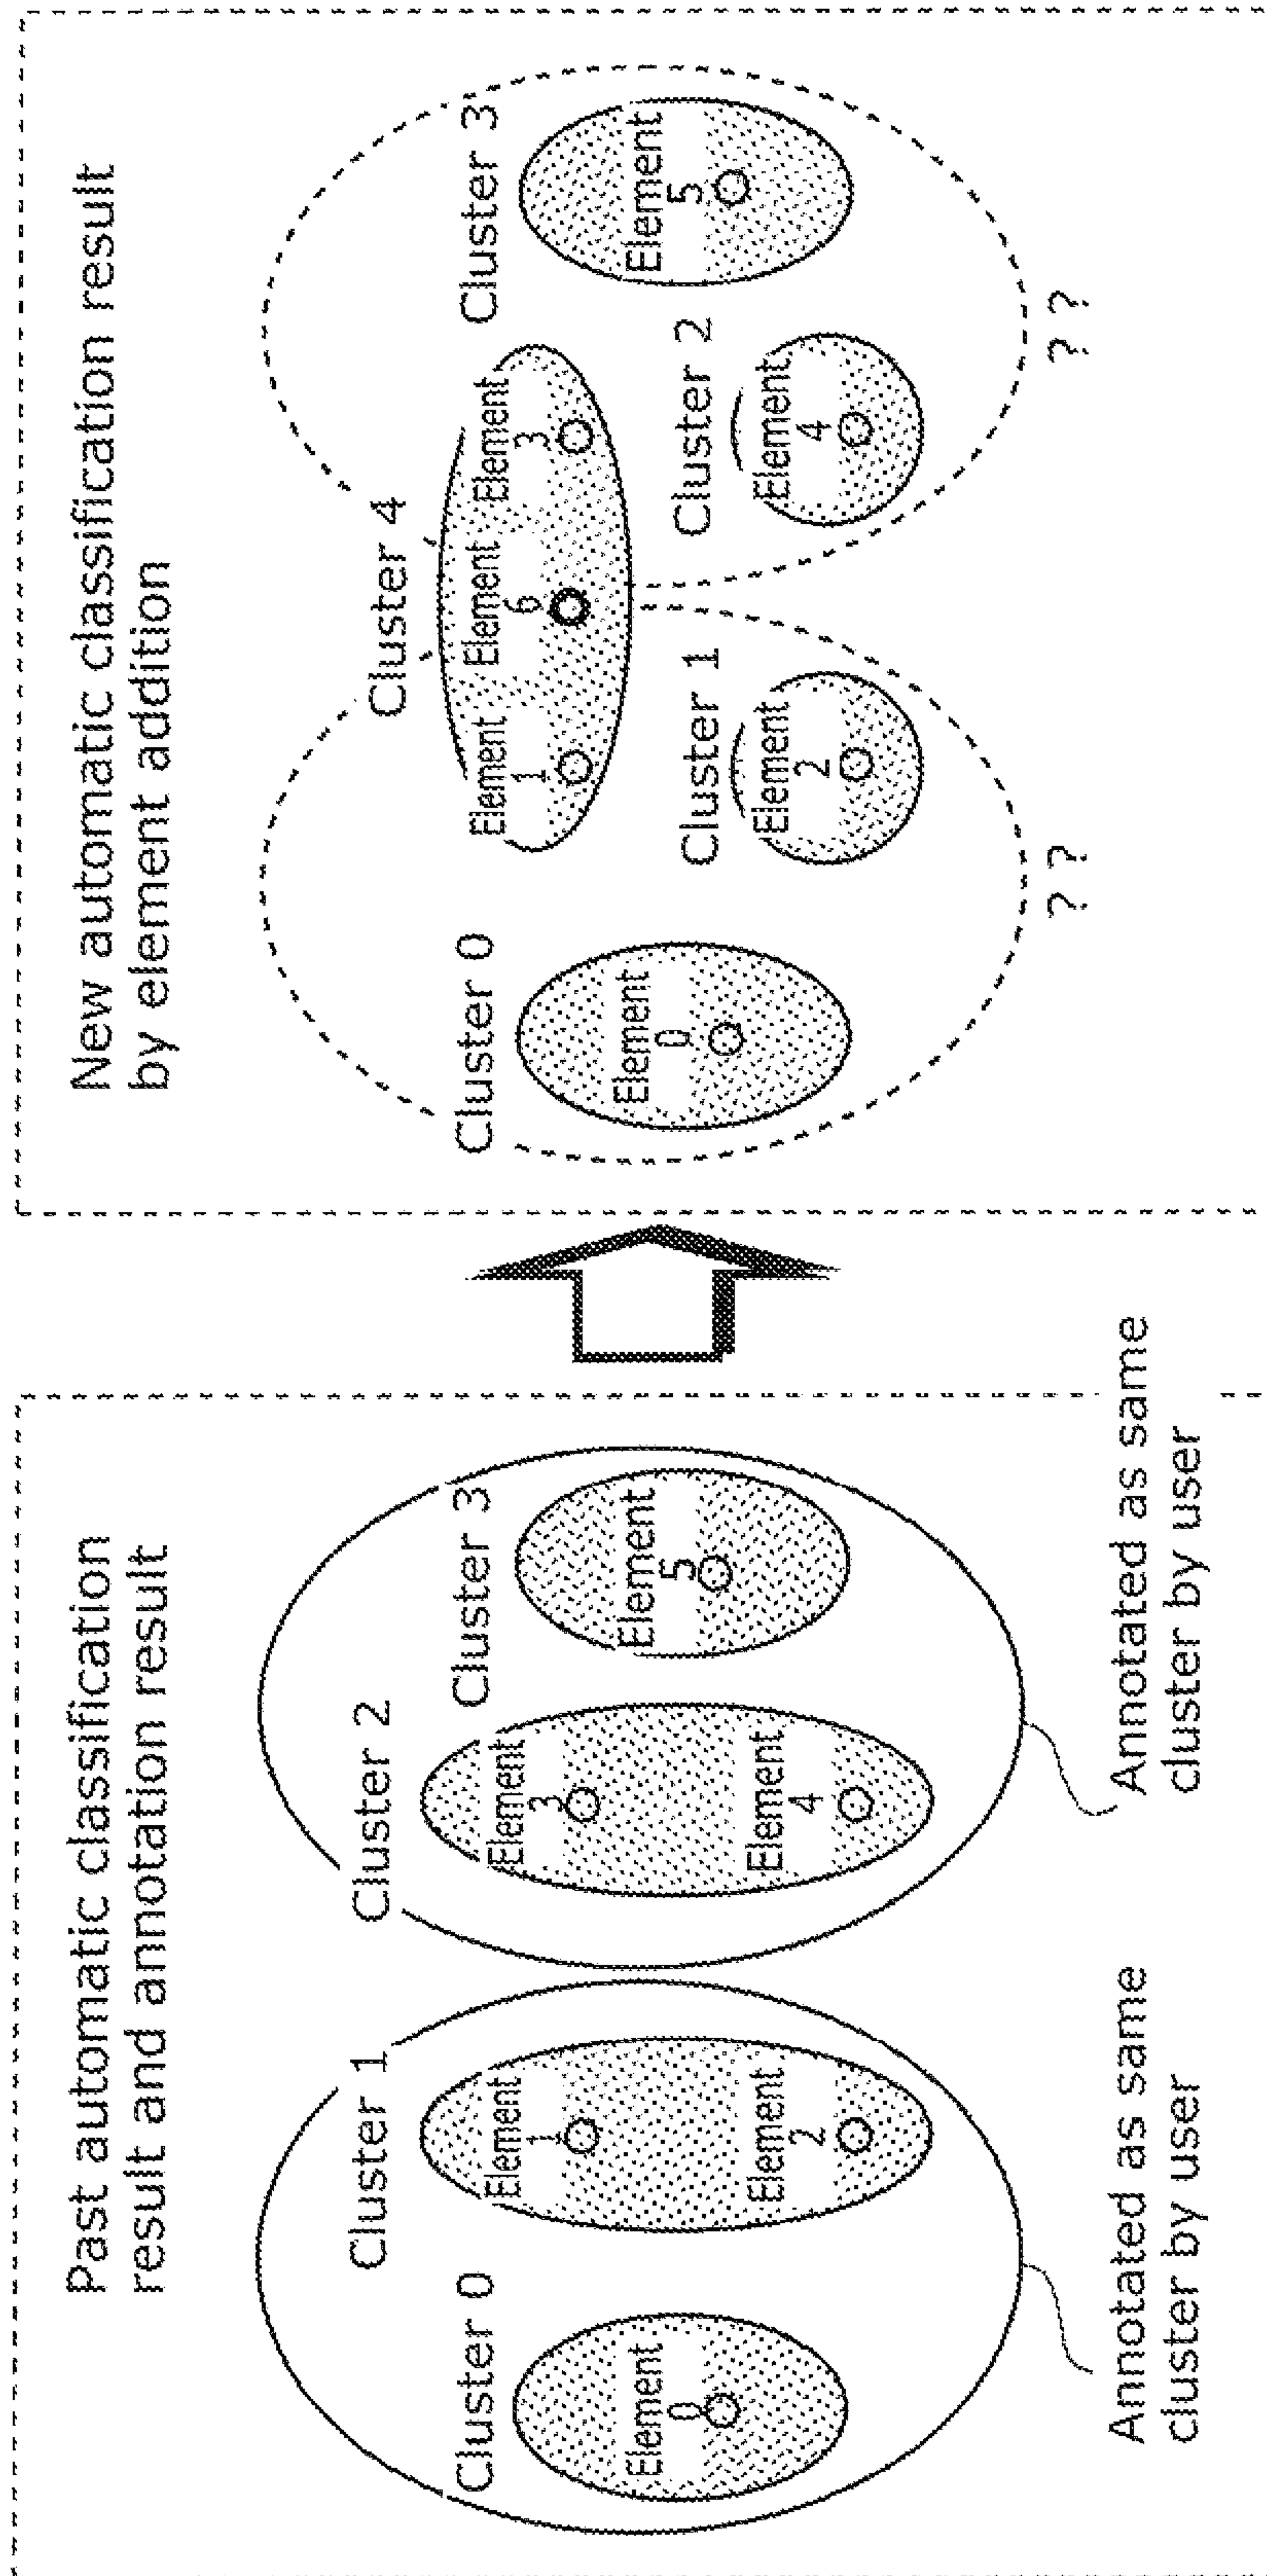 Past automatic classification
result and annotation result
Cluster 0
Element
0
Cluster 1
Element
1
Element
2
Cluster 2
Element
3
Element
4
Cluster 3
Element
5
Annotated as same
cluster by user
Annotated as same
cluster by user
New automatic classification result
by element addition
Cluster 0
Element
0
Cluster 4
Element
1
Element
6
Element
3
Cluster 1
Element
2
Cluster 2
Element
4
Cluster 3
Element
5
? ?
? ?